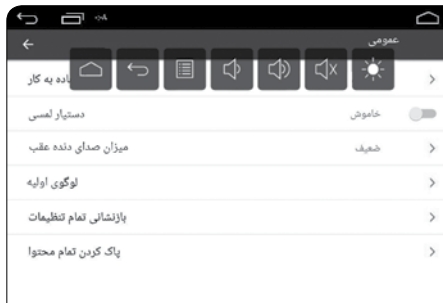 عمومی
اده به کار
دستیار لمسی خاموش
میزان صدای دنده عقب ضعیف
لوگوی اولیه
بازنشانی تمام تنظیمات
پاک کردن تمام محتوا